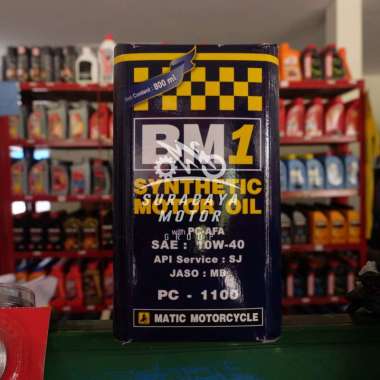 Net Content : 800 ml
BM1
SYNTHETIC
MOTOR OIL
SURABAYA
MOTOR
GROUP
with PC-AFA
SAE : 10W-40
API Service : SJ
JASO : MB
PC - 1100
MATIC MOTORCYCLE